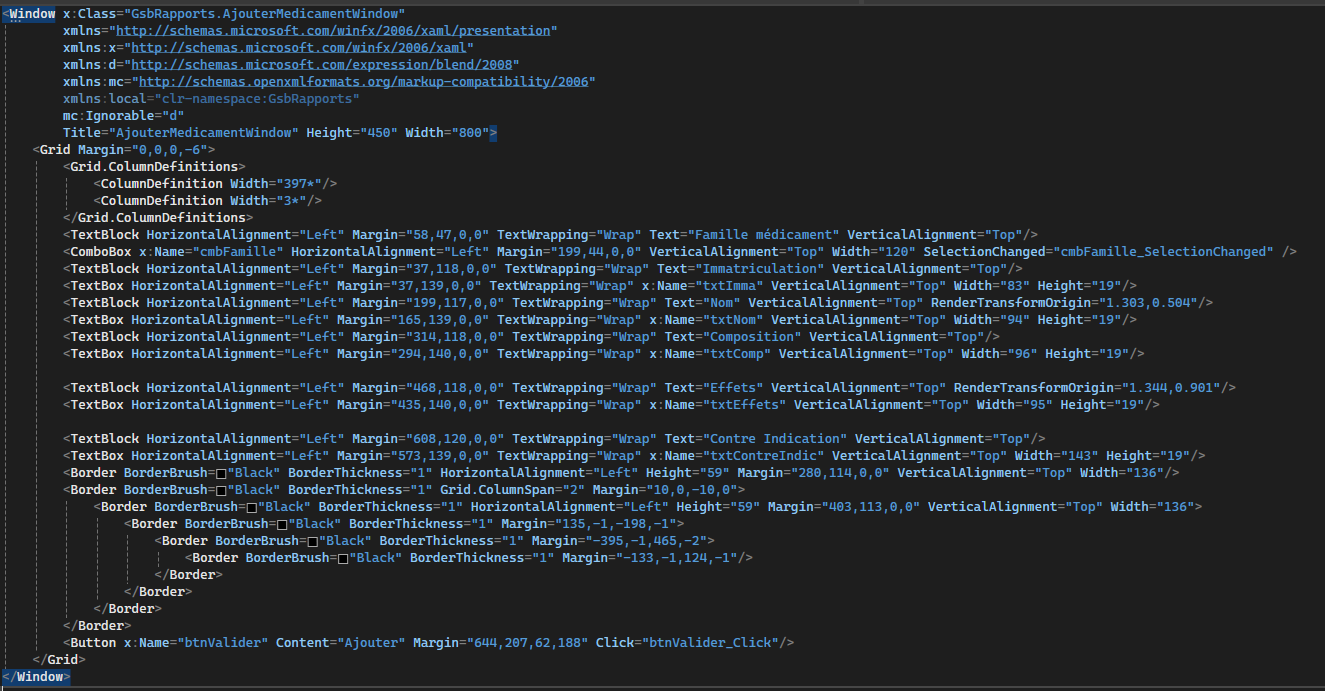 <Window x:Class="GsbRapports.AjouterMedicamentWindow"
xmlns="http://schemas.microsoft.com/winfx/2006/xaml/presentation"
xmlns:x="http://schemas.microsoft.com/winfx/2006/xaml"
xmlns:d="http://schemas.microsoft.com/expression/blend/2008"
xmlns:mc="http://schemas.openxmlformats.org/markup-compatibility/2006"
xmlns:local="clr-namespace:GsbRapports"
mc:Ignorable="d"
Title="AjouterMedicamentWindow" Height="450" Width="800">
<Grid Margin="0,0,0,-6">
<Grid.ColumnDefinitions>
<ColumnDefinition Width="397*"/>
<ColumnDefinition Width="3*"/>
</Grid.ColumnDefinitions>
<TextBlock HorizontalAlignment="Left" Margin="58,47,0,0" TextWrapping="Wrap" Text="Famille médicament" VerticalAlignment="Top"/>
<ComboBox x:Name="cmbFamille" HorizontalAlignment="Left" Margin="199,44,0,0" VerticalAlignment="Top" Width="120" SelectionChanged="cmbFamille_SelectionChanged" />
<TextBlock HorizontalAlignment="Left" Margin="37,118,0,0" TextWrapping="Wrap" Text="Immatriculation" VerticalAlignment="Top"/>
<TextBox HorizontalAlignment="Left" Margin="37,139,0,0" TextWrapping="Wrap" x:Name="txtImma" VerticalAlignment="Top" Width="83" Height="19"/>
<TextBlock HorizontalAlignment="Left" Margin="199,117,0,0" TextWrapping="Wrap" Text="Nom" VerticalAlignment="Top" RenderTransformOrigin="1.303,0.504"/>
<TextBox HorizontalAlignment="Left" Margin="165,139,0,0" TextWrapping="Wrap" x:Name="txtNom" VerticalAlignment="Top" Width="94" Height="19"/>
<TextBlock HorizontalAlignment="Left" Margin="314,118,0,0" TextWrapping="Wrap" Text="Composition" VerticalAlignment="Top"/>
<TextBox HorizontalAlignment="Left" Margin="294,140,0,0" TextWrapping="Wrap" x:Name="txtComp" VerticalAlignment="Top" Width="96" Height="19"/>
<TextBlock HorizontalAlignment="Left" Margin="468,118,0,0" TextWrapping="Wrap" Text="Effets" VerticalAlignment="Top" RenderTransformOrigin="1.344,0.901"/>
<TextBox HorizontalAlignment="Left" Margin="435,140,0,0" TextWrapping="Wrap" x:Name="txtEffets" VerticalAlignment="Top" Width="95" Height="19"/>
<TextBlock HorizontalAlignment="Left" Margin="608,120,0,0" TextWrapping="Wrap" Text="Contre Indication" VerticalAlignment="Top"/>
<TextBox HorizontalAlignment="Left" Margin="573,139,0,0" TextWrapping="Wrap" x:Name="txtContreIndic" VerticalAlignment="Top" Width="143" Height="19"/>
<Border BorderBrush="Black" BorderThickness="1" HorizontalAlignment="Left" Height="59" Margin="280,114,0,0" VerticalAlignment="Top" Width="136"/>
<Border BorderBrush="Black" BorderThickness="1" Grid.ColumnSpan="2" Margin="10,0,-10,0">
<Border BorderBrush="Black" BorderThickness="1" HorizontalAlignment="Left" Height="59" Margin="403,113,0,0" VerticalAlignment="Top" Width="136">
<Border BorderBrush="Black" BorderThickness="1" Margin="135,-1,-198,-1">
<Border BorderBrush="Black" BorderThickness="1" Margin="-395,-1,465,-2">
<Border BorderBrush="Black" BorderThickness="1" Margin="-133,-1,124,-1"/>
</Border>
</Border>
</Border>
</Border>
<Button x:Name="btnValider" Content="Ajouter" Margin="644,207,62,188" Click="btnValider_Click"/>
</Grid>
</Window>